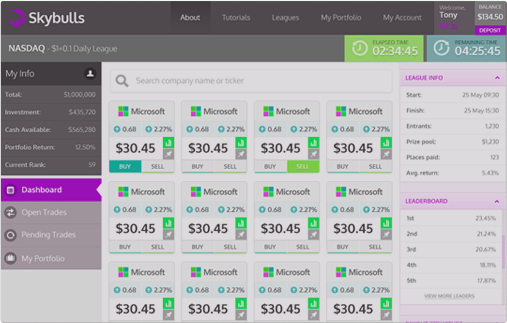 Skybulls
About Tutorials Leagues My Portfolio My Account
Welcome,
Tony
BALANCE
$134.50
DEPOSIT
NASDAQ - $1+0.1 Daily League
ELAPSED TIME
02:34:45
REMAINING TIME
04:25:45
My Info
Total: $1,000,000
Investment: $435,720
Cash Available: $565,280
Portfolio Return: 12.50%
Current Rank: 59
Dashboard
Open Trades
Pending Trades
My Portfolio
Search company name or ticker
Microsoft Microsoft Microsoft Microsoft
0.68 2.27% 0.68 2.27% 0.68 2.27% 0.68 2.27%
$30.45 $30.45 $30.45 $30.45
BUY SELL BUY SELL BUY SELL BUY SELL
Microsoft Microsoft Microsoft Microsoft
0.68 2.27% 0.68 2.27% 0.68 2.27% 0.68 2.27%
$30.45 $30.45 $30.45 $30.45
BUY SELL BUY SELL BUY SELL BUY SELL
Microsoft Microsoft Microsoft Microsoft
0.68 2.27% 0.68 2.27% 0.68 2.27% 0.68 2.27%
$30.45 $30.45 $30.45 $30.45
LEAGUE INFO
Start: 25 May 09:30
Finish: 25 May 15:30
Entrants: 1,230
Prize pool: $1,230
Places paid: 123
Avg. return: 5.43%
LEADERBOARD
1st 23.45%
2nd 21.24%
3rd 20.67%
4th 18.11%
5th 17.87%
VIEW MORE LEADERS